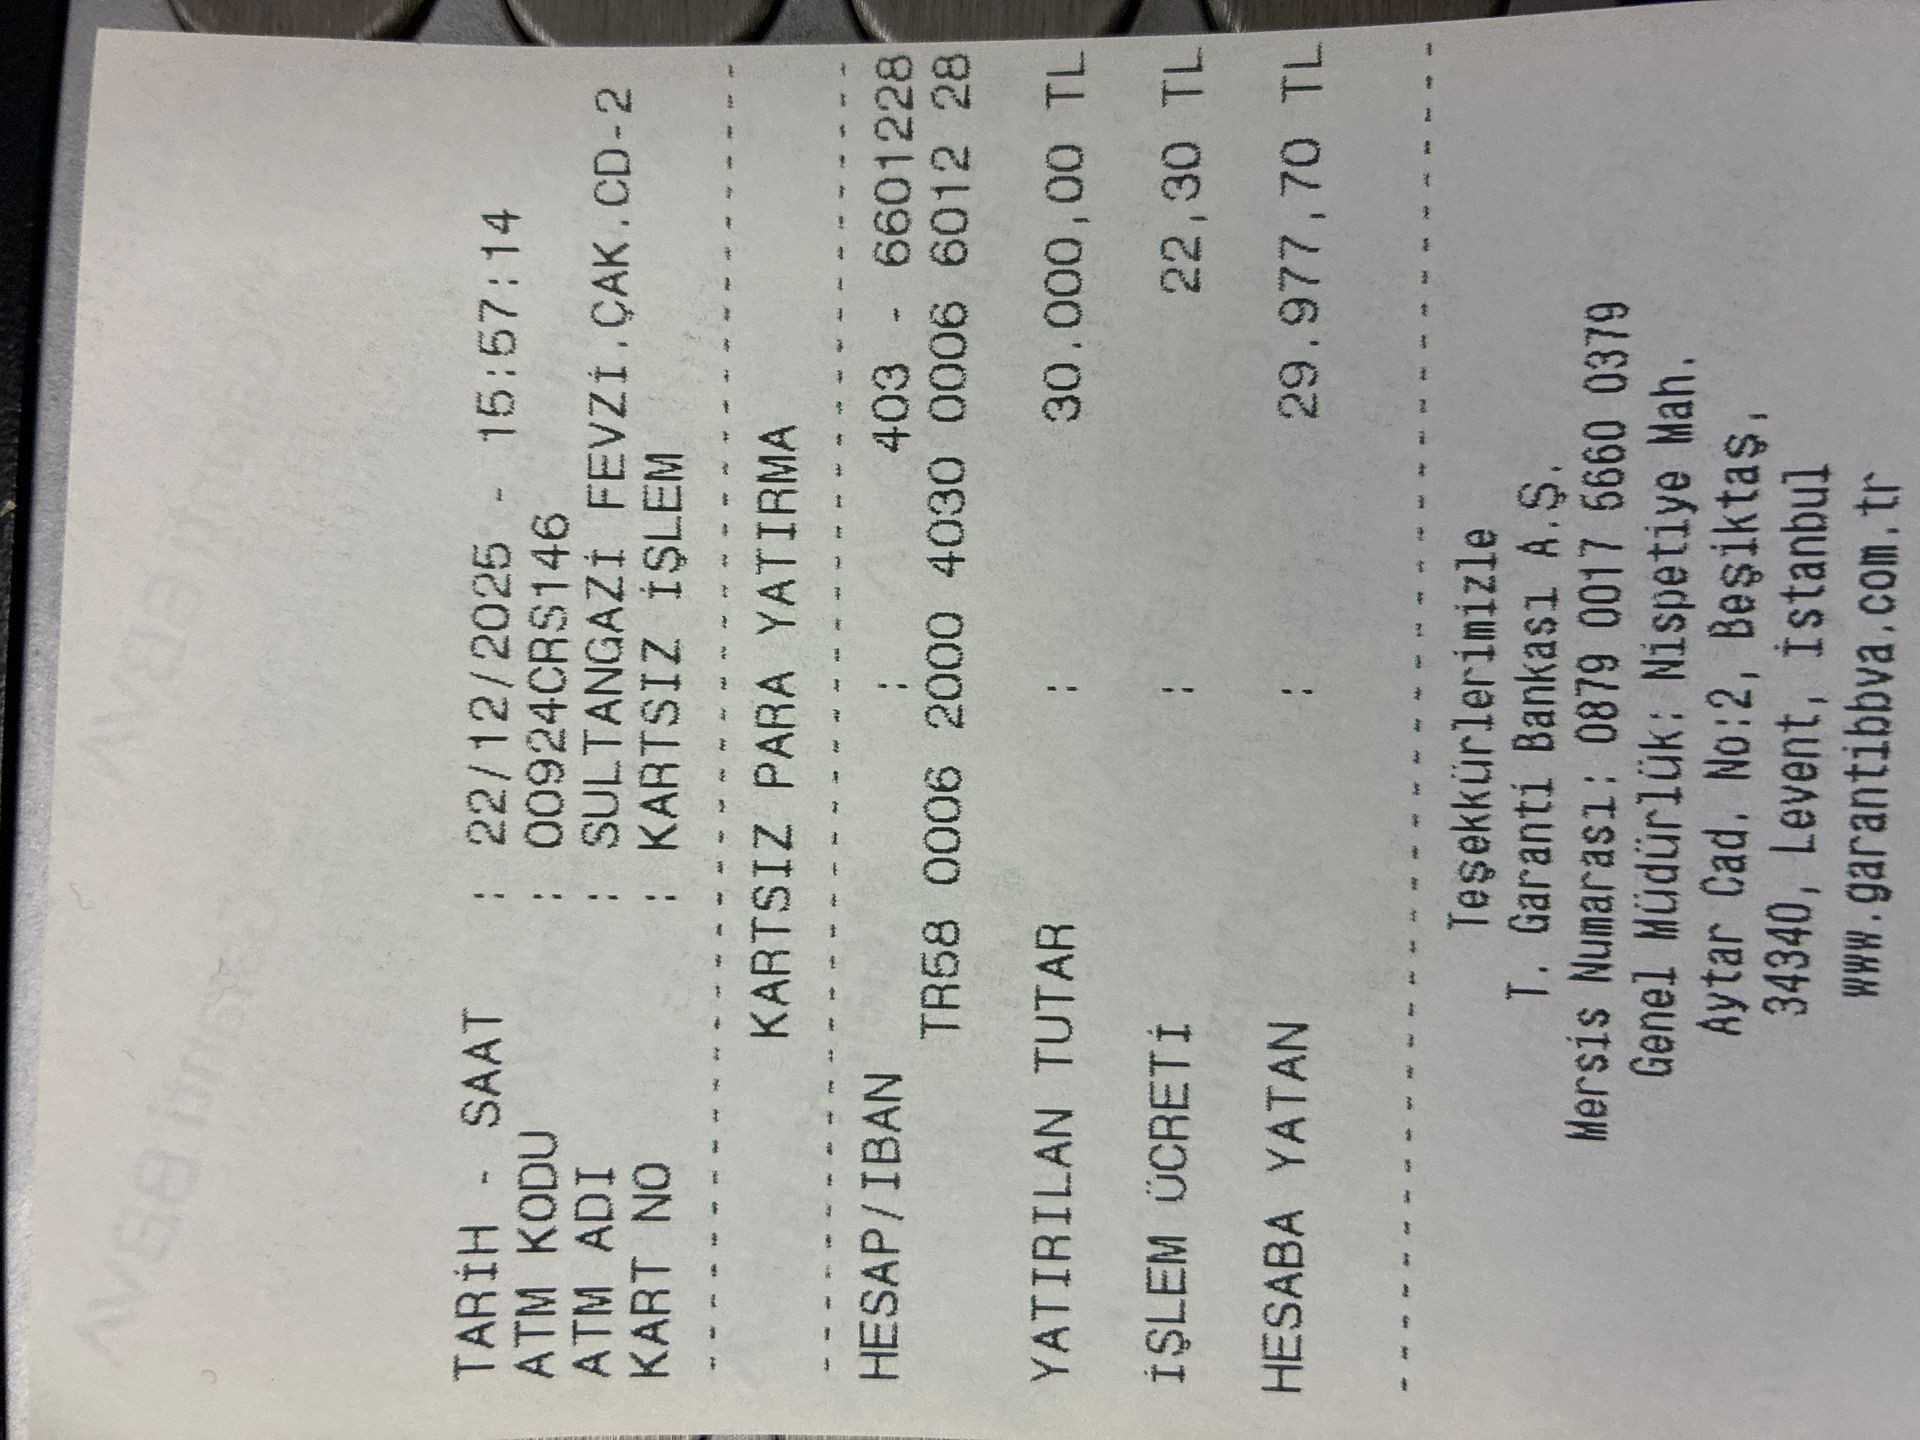 TARİH - SAAT : 22/12/2025 - 15:57:14
ATM KODU : 00924CRS146
ATM ADI : SULTANGAZİ FEVZİ.ÇAK.CD-2
KART NO : KARTSIZ İŞLEM
KARTSIZ PARA YATIRMA
HESAP/IBAN : 403 - 6601228
TR58 0006 2000 4030 0006 6012 28
YATIRILAN TUTAR : 30.000,00 TL
İŞLEM ÜCRETİ : 22,30 TL
HESABA YATAN : 29.977,70 TL
Teşekkürlerimizle
T. Garanti Bankası A.Ş.
Mersis Numarası: 0879 0017 5660 0379
Genel Müdürlük: Nispetiye Mah.
Aytar Cad. No:2, Beşiktaş,
34340, Levent, İstanbul
www.garantibbva.com.tr